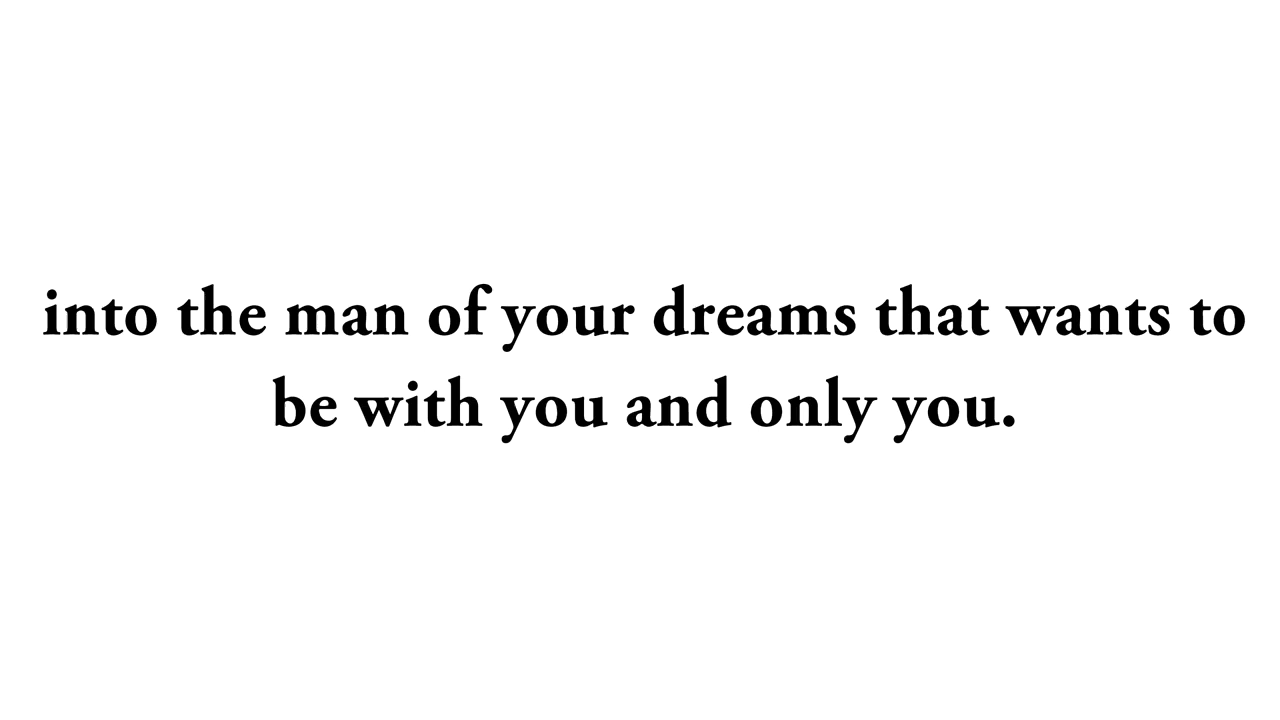 into the man of your dreams that wants to
be with you and only you.